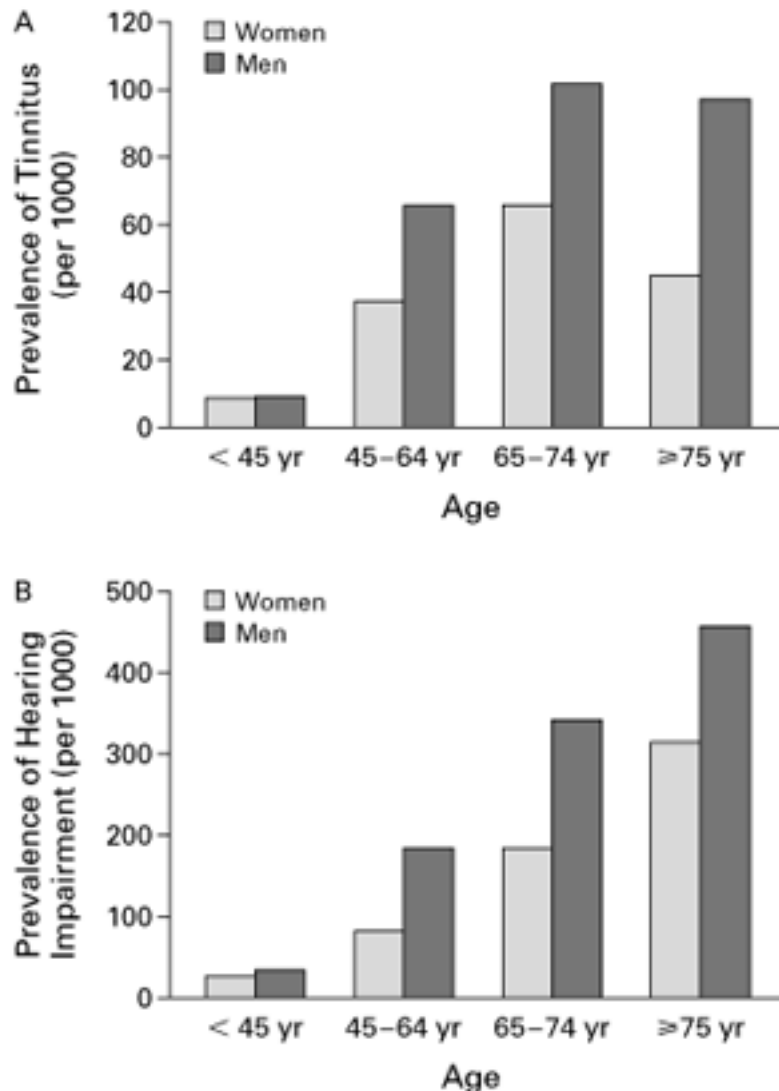 A
Women
Men
Prevalence of Tinnitus
(per 1000)
120
100
80
60
40
20
0
< 45 yr 45–64 yr 65–74 yr ⩾75 yr
Age
B
Women
Men
Prevalence of Hearing
Impairment (per 1000)
500
400
300
200
100
0
< 45 yr 45–64 yr 65–74 yr ⩾75 yr
Age